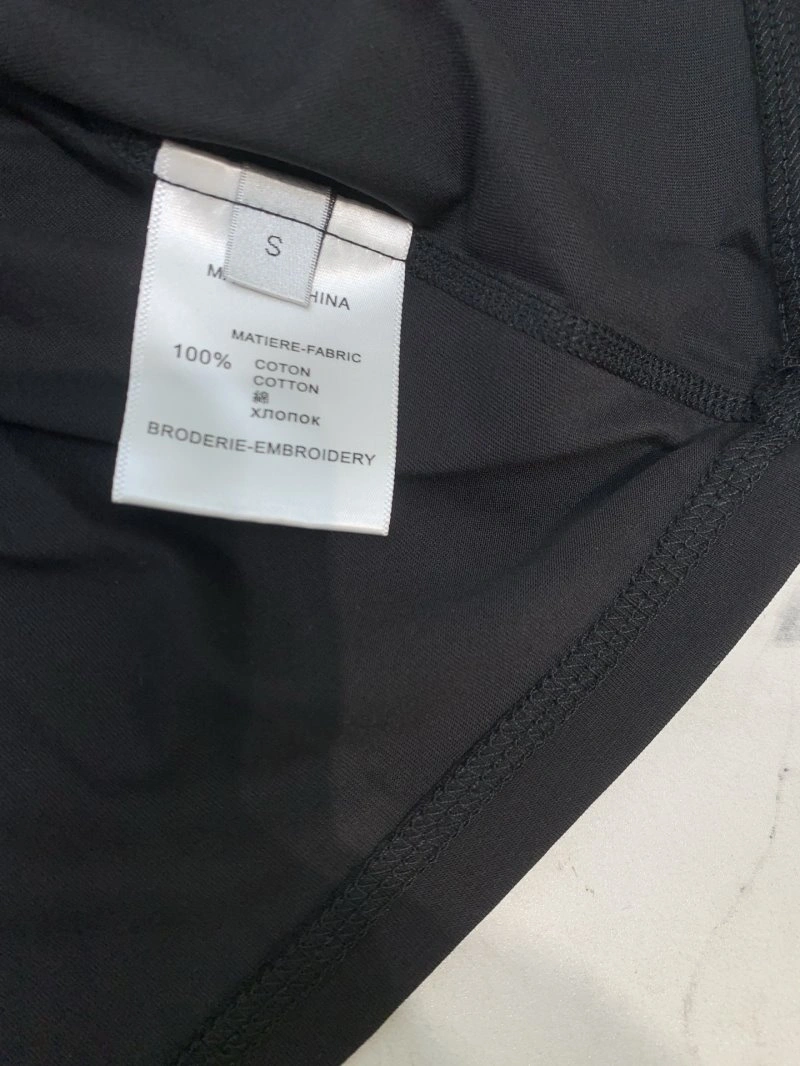 S
HINA
MATIERE-FABRIC
100% COTON
COTTON
綿
ХЛОПОК
BRODERIE-EMBROIDERY